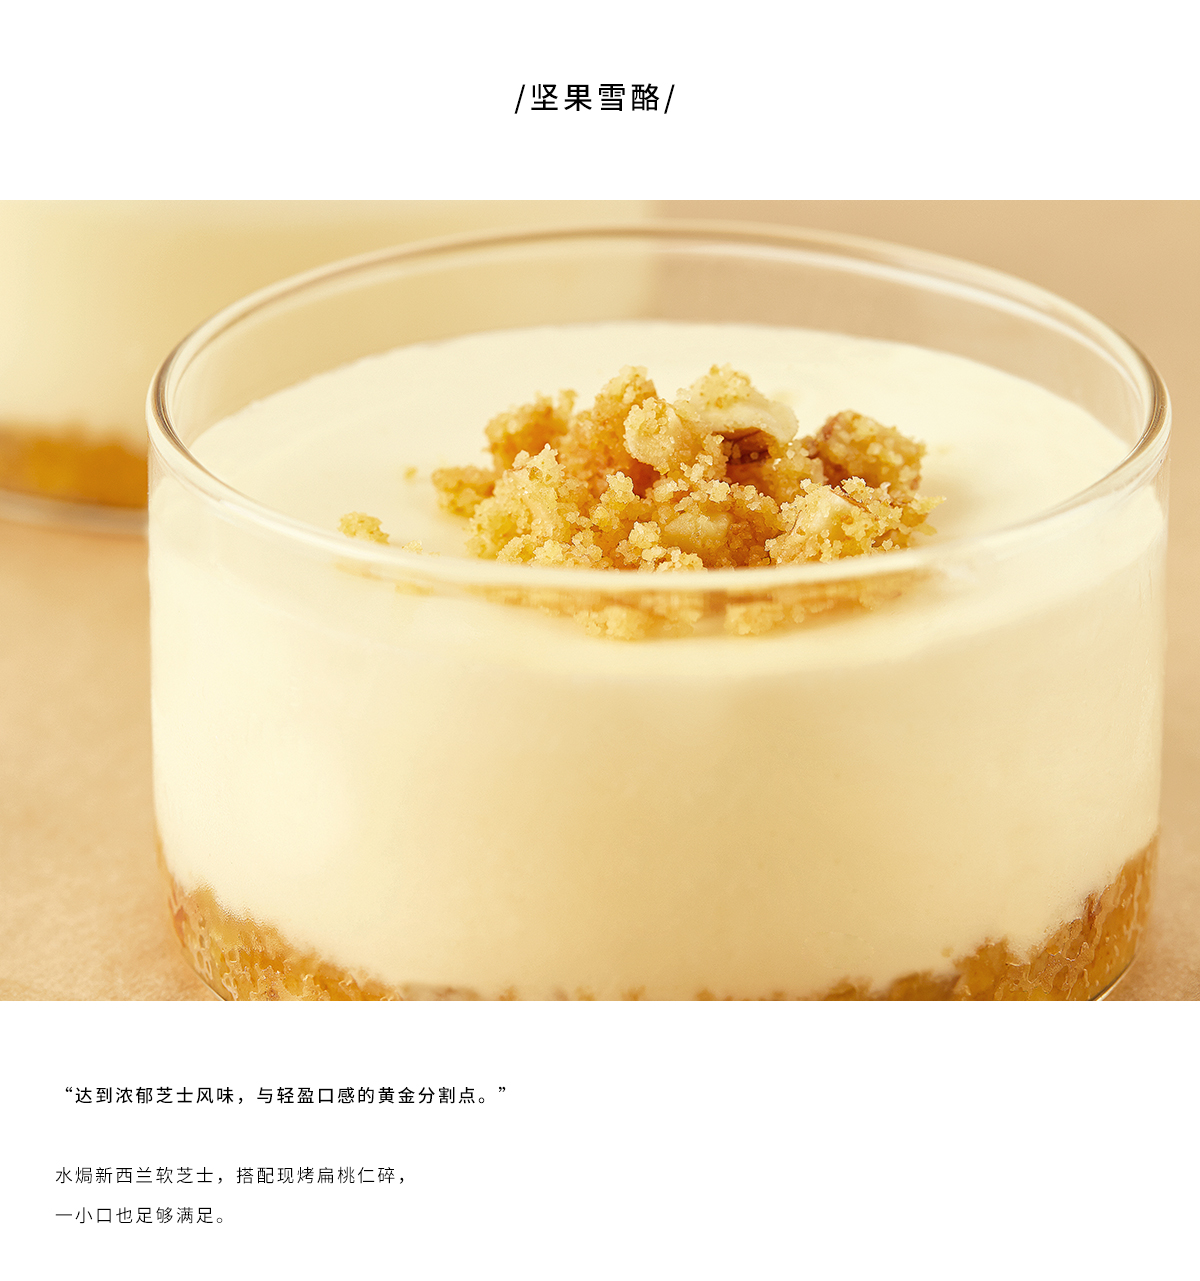 /坚果雪酪/
“达到浓郁芝士风味，与轻盈口感的黄金分割点。”
水焗新西兰软芝士，搭配现烤扁桃仁碎，
一小口也足够满足。